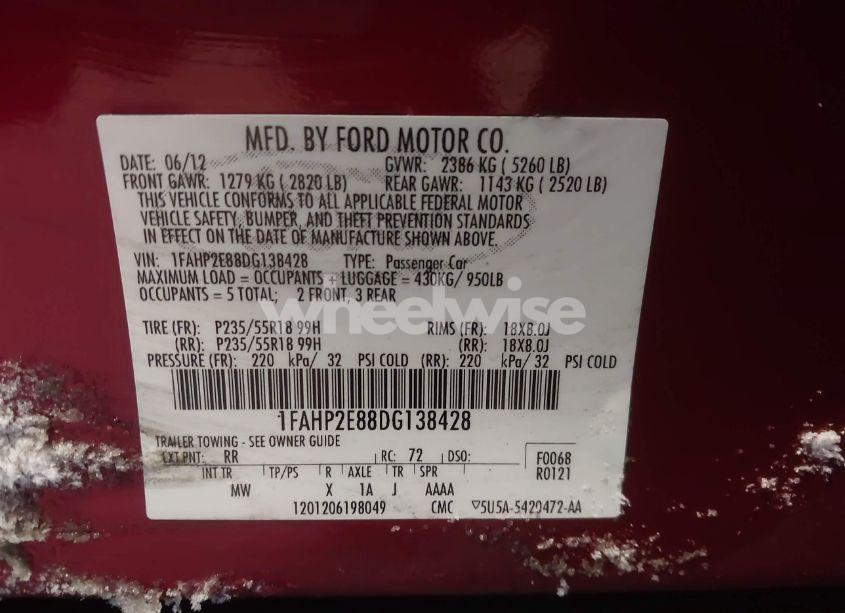 MFD. BY FORD MOTOR CO.
DATE: 06/12 GVWR: 2386 KG ( 5260 LB)
FRONT GAWR: 1279 KG ( 2820 LB) REAR GAWR: 1143 KG ( 2520 LB)
THIS VEHICLE CONFORMS TO ALL APPLICABLE FEDERAL MOTOR
VEHICLE SAFETY, BUMPER, AND THEFT PREVENTION STANDARDS
IN EFFECT ON THE DATE OF MANUFACTURE SHOWN ABOVE.
VIN: 1FAHP2E88DG138428 TYPE: Passenger Car
MAXIMUM LOAD = OCCUPANTS + LUGGAGE = 430KG/ 950LB
OCCUPANTS = 5 TOTAL; 2 FRONT, 3 REAR
wheelwise
TIRE (FR): P235/55R18 99H RIMS (FR): 18X8.0J
(RR): P235/55R18 99H (RR): 18X8.0J
PRESSURE (FR): 220 kPa/ 32 PSI COLD (RR): 220 kPa/ 32 PSI COLD
1FAHP2E88DG138428
TRAILER TOWING - SEE OWNER GUIDE
EXT PNT: RR RC: 72 DSO: F0068
R0121
INT TR TP/PS R AXLE TR SPR
MW X 1A J AAAA
1201206198049 CMC ▽5U5A-5420472-AA